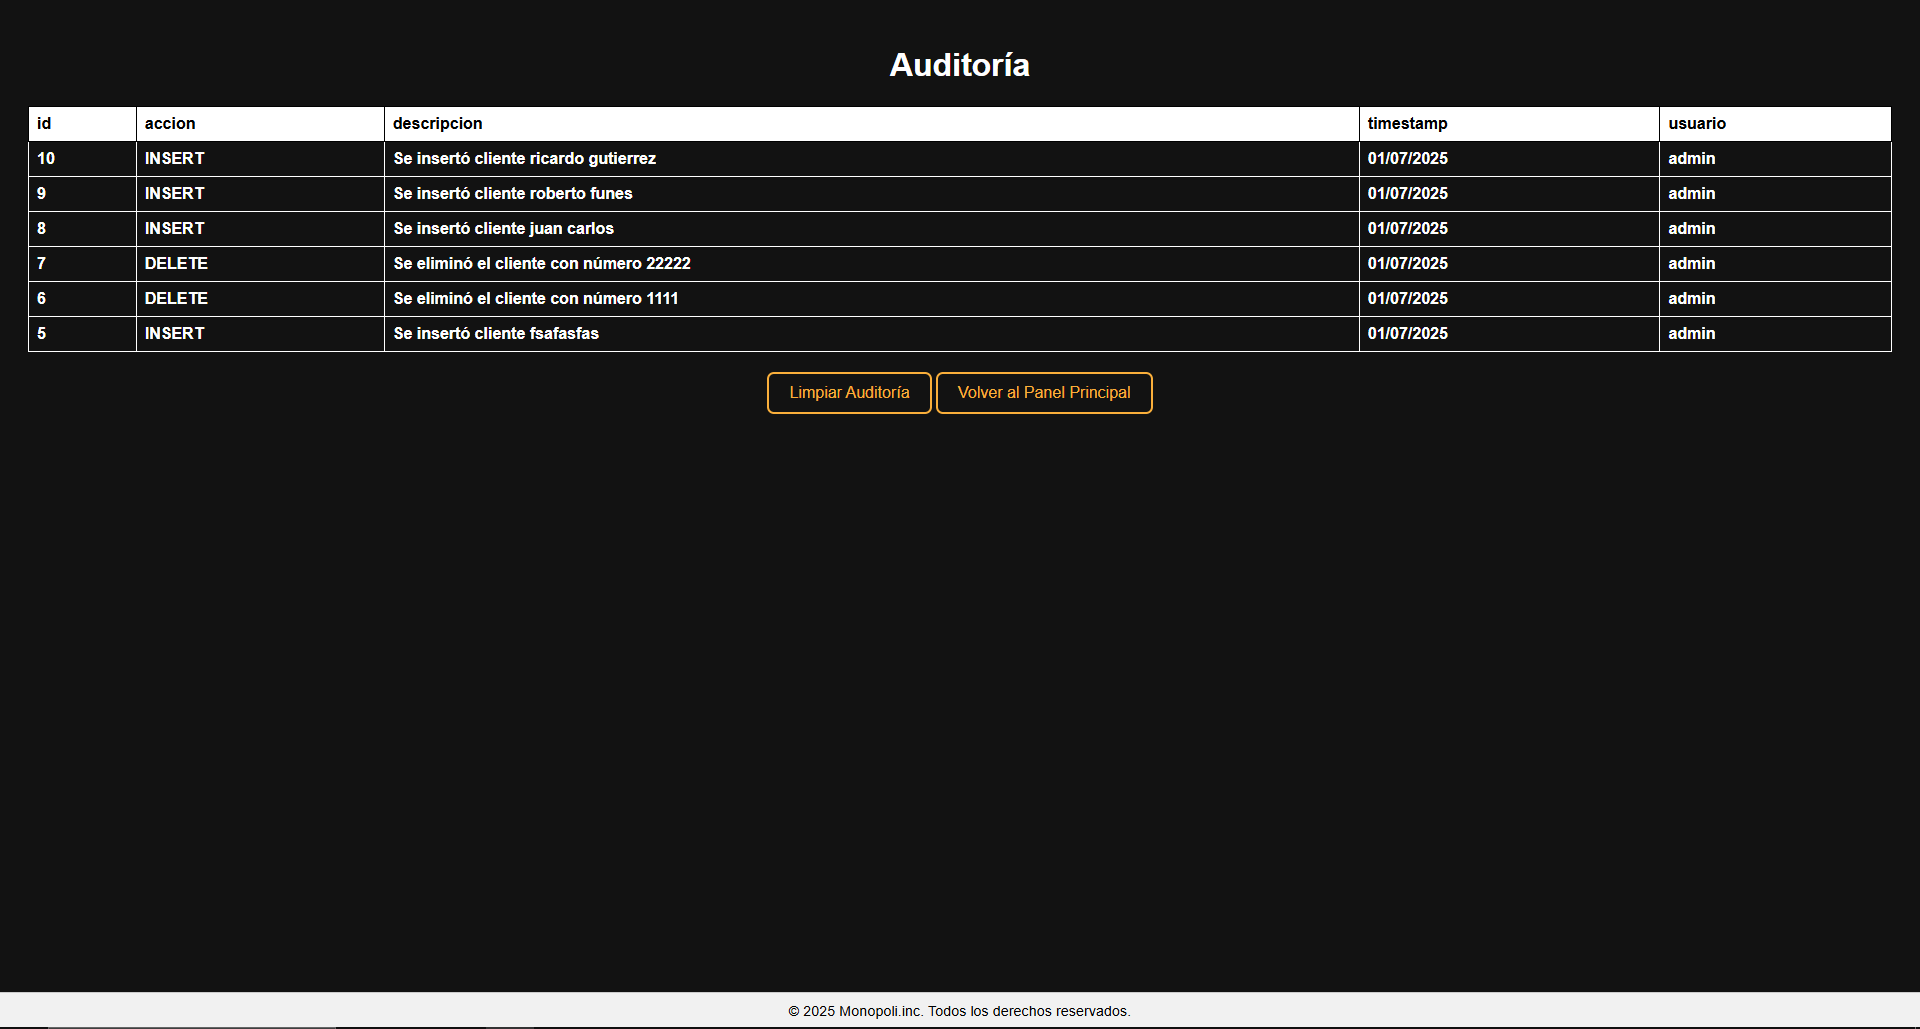 Auditoría
id accion descripcion timestamp usuario
10 INSERT Se insertó cliente ricardo gutierrez 01/07/2025 admin
9 INSERT Se insertó cliente roberto funes 01/07/2025 admin
8 INSERT Se insertó cliente juan carlos 01/07/2025 admin
7 DELETE Se eliminó el cliente con número 22222 01/07/2025 admin
6 DELETE Se eliminó el cliente con número 1111 01/07/2025 admin
5 INSERT Se insertó cliente fsafasfas 01/07/2025 admin
Limpiar Auditoría Volver al Panel Principal
© 2025 Monopoli.inc. Todos los derechos reservados.